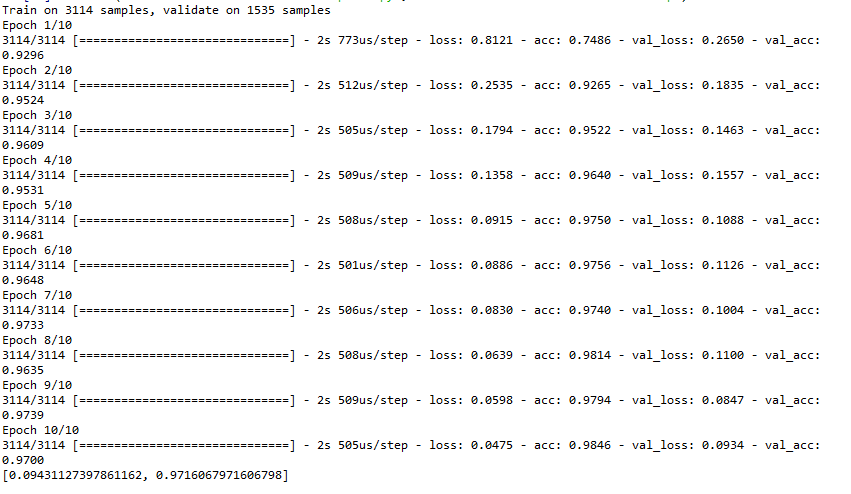 Train on 3114 samples, validate on 1535 samples
Epoch 1/10
3114/3114 [==============================] - 2s 773us/step - loss: 0.8121 - acc: 0.7486 - val_loss: 0.2650 - val_acc:
0.9296
Epoch 2/10
3114/3114 [==============================] - 2s 512us/step - loss: 0.2535 - acc: 0.9265 - val_loss: 0.1835 - val_acc:
0.9524
Epoch 3/10
3114/3114 [==============================] - 2s 505us/step - loss: 0.1794 - acc: 0.9522 - val_loss: 0.1463 - val_acc:
0.9609
Epoch 4/10
3114/3114 [==============================] - 2s 509us/step - loss: 0.1358 - acc: 0.9640 - val_loss: 0.1557 - val_acc:
0.9531
Epoch 5/10
3114/3114 [==============================] - 2s 508us/step - loss: 0.0915 - acc: 0.9750 - val_loss: 0.1088 - val_acc:
0.9681
Epoch 6/10
3114/3114 [==============================] - 2s 501us/step - loss: 0.0886 - acc: 0.9756 - val_loss: 0.1126 - val_acc:
0.9648
Epoch 7/10
3114/3114 [==============================] - 2s 506us/step - loss: 0.0830 - acc: 0.9740 - val_loss: 0.1004 - val_acc:
0.9733
Epoch 8/10
3114/3114 [==============================] - 2s 508us/step - loss: 0.0639 - acc: 0.9814 - val_loss: 0.1100 - val_acc:
0.9635
Epoch 9/10
3114/3114 [==============================] - 2s 509us/step - loss: 0.0598 - acc: 0.9794 - val_loss: 0.0847 - val_acc:
0.9739
Epoch 10/10
3114/3114 [==============================] - 2s 505us/step - loss: 0.0475 - acc: 0.9846 - val_loss: 0.0934 - val_acc:
0.9700
[0.09431127397861162, 0.9716067971606798]